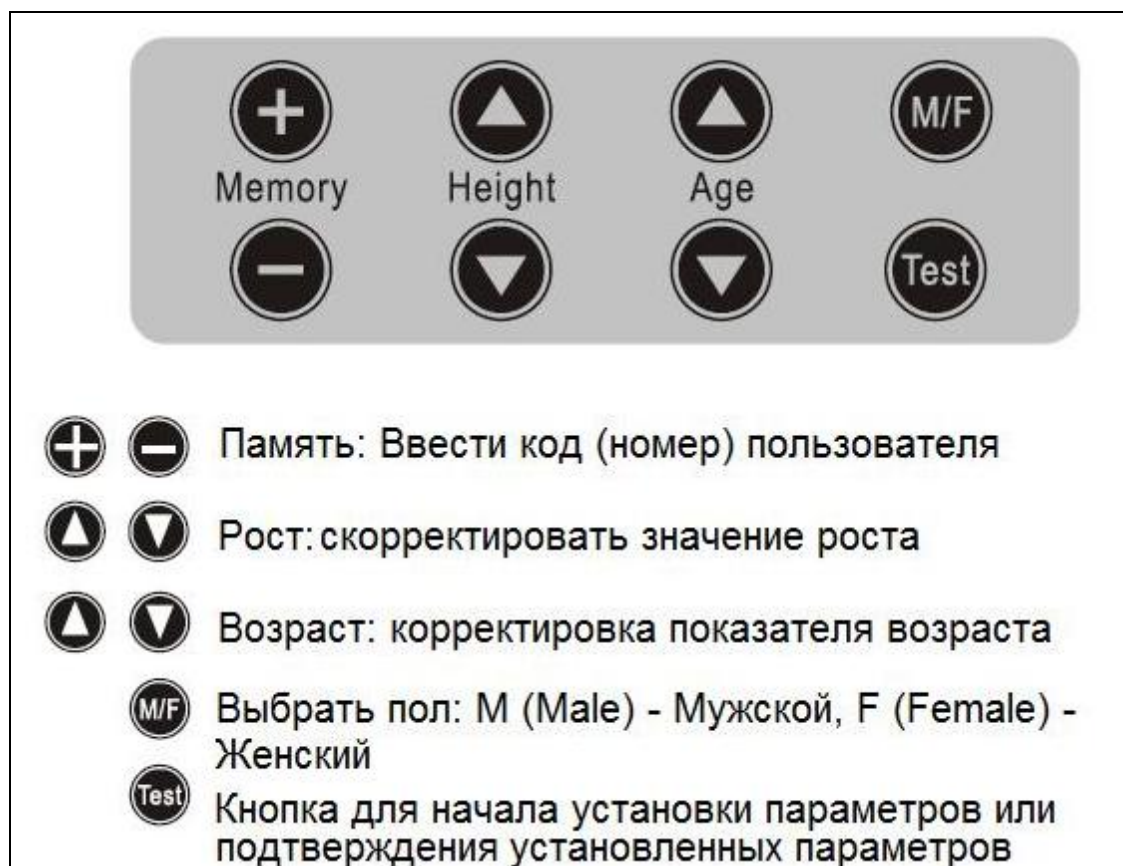 M/F
Memory Height Age
Test
Память: Ввести код (номер) пользователя
Рост: скорректировать значение роста
Возраст: корректировка показателя возраста
M/F Выбрать пол: M (Male) - Мужской, F (Female) -
Женский
Test Кнопка для начала установки параметров или
подтверждения установленных параметров